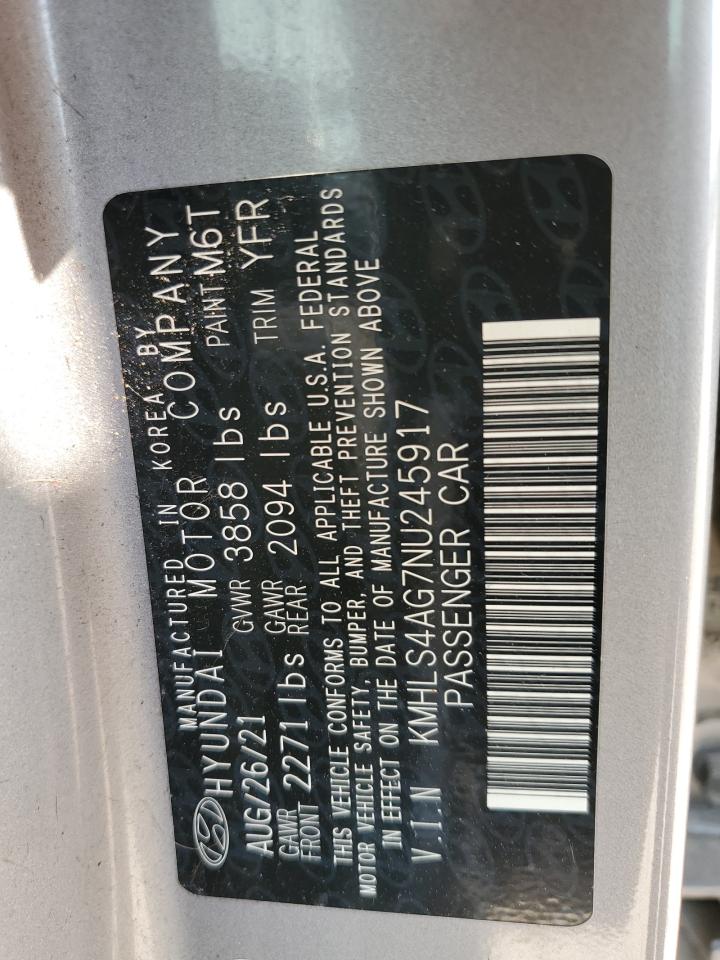 MANUFACTURED IN KOREA BY
HYUNDAI MOTOR COMPANY
AUG/26/21 GVWR 3858 lbs PAINT M6T
GAWR FRONT 2271 lbs GAWR REAR 2094 lbs TRIM YFR
THIS VEHICLE CONFORMS TO ALL APPLICABLE U.S.A. FEDERAL
MOTOR VEHICLE SAFETY, BUMPER, AND THEFT PREVENTION STANDARDS
IN EFFECT ON THE DATE OF MANUFACTURE SHOWN ABOVE
V.I.N KMHLS4AG7NU245917
PASSENGER CAR